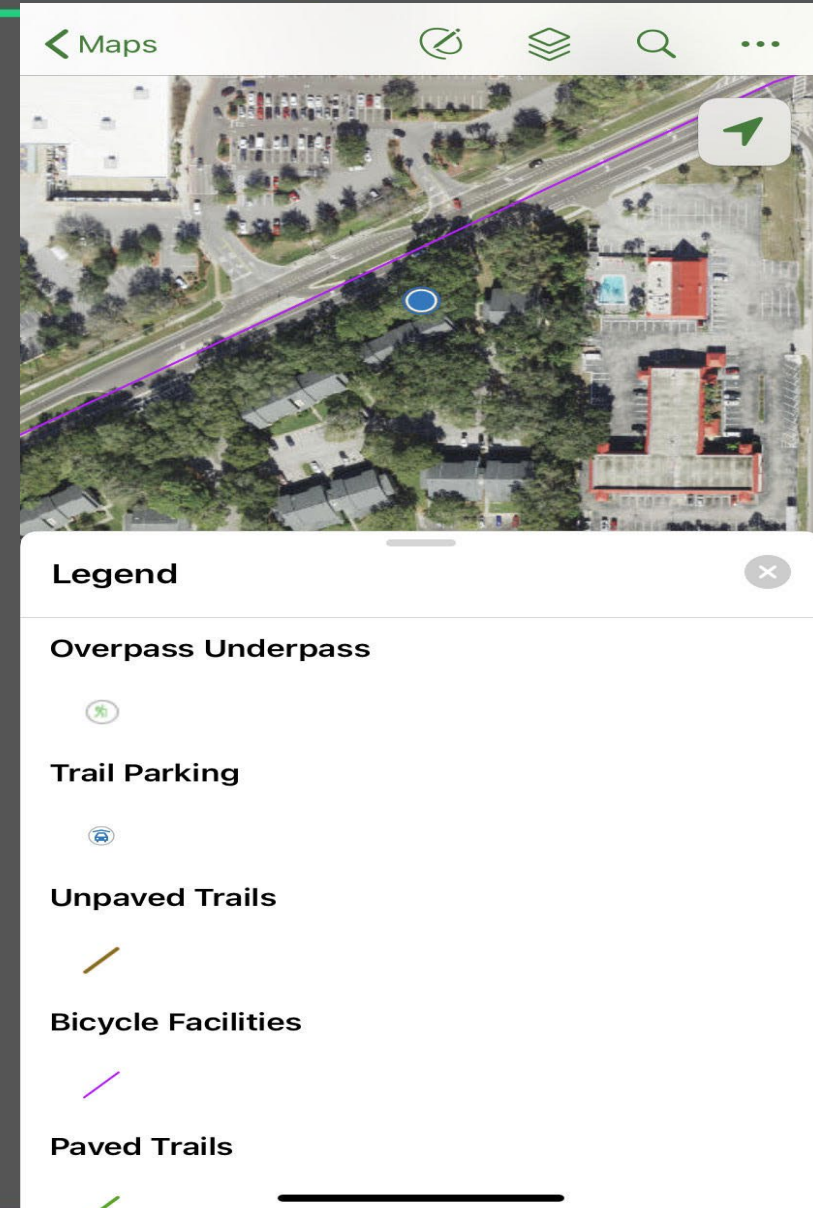 Maps
Legend
Overpass Underpass
Trail Parking
Unpaved Trails
Bicycle Facilities
Paved Trails